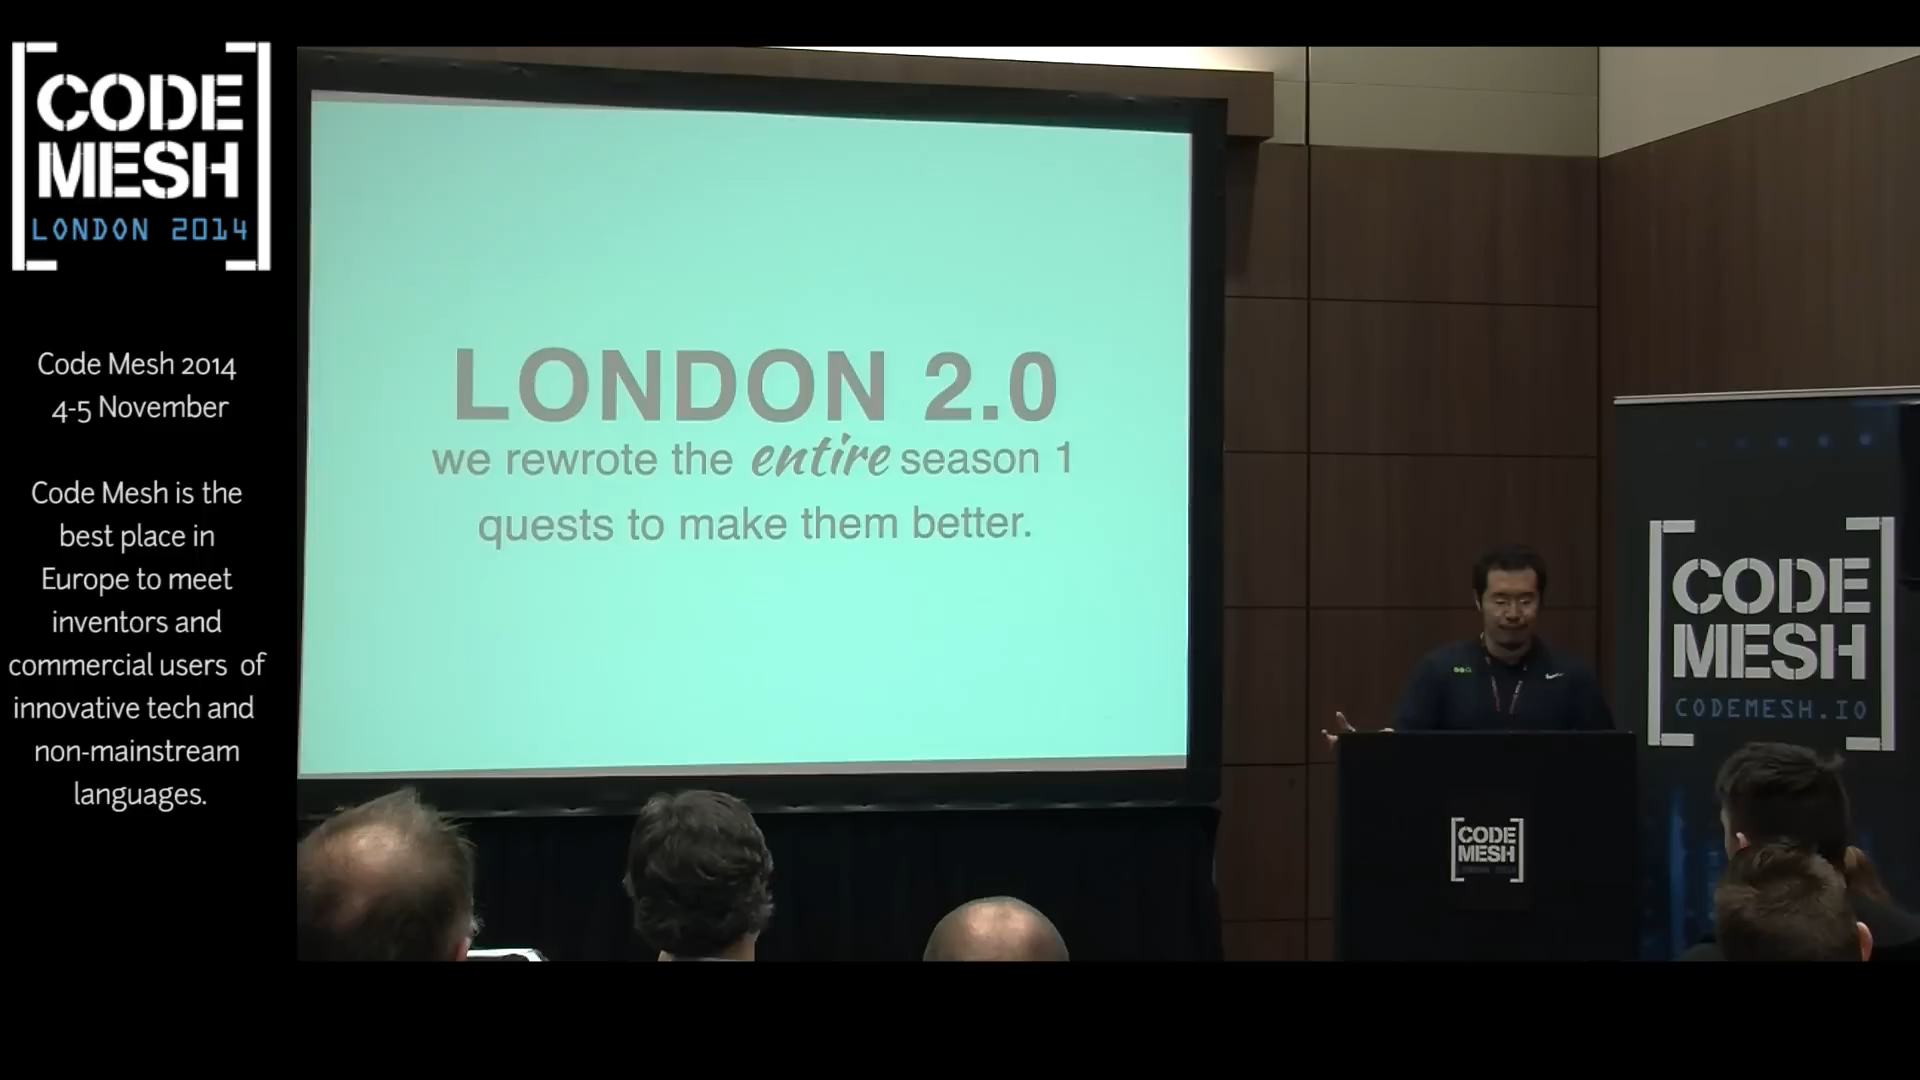 CODE
MESH
LONDON 2014
Code Mesh 2014
4-5 November
Code Mesh is the
best place in
Europe to meet
inventors and
commercial users of
innovative tech and
non-mainstream
languages.
LONDON 2.0
we rewrote the entire season 1
quests to make them better.
CODE
MESH
CODEMESH.IO
CODE
MESH
LONDON 2014